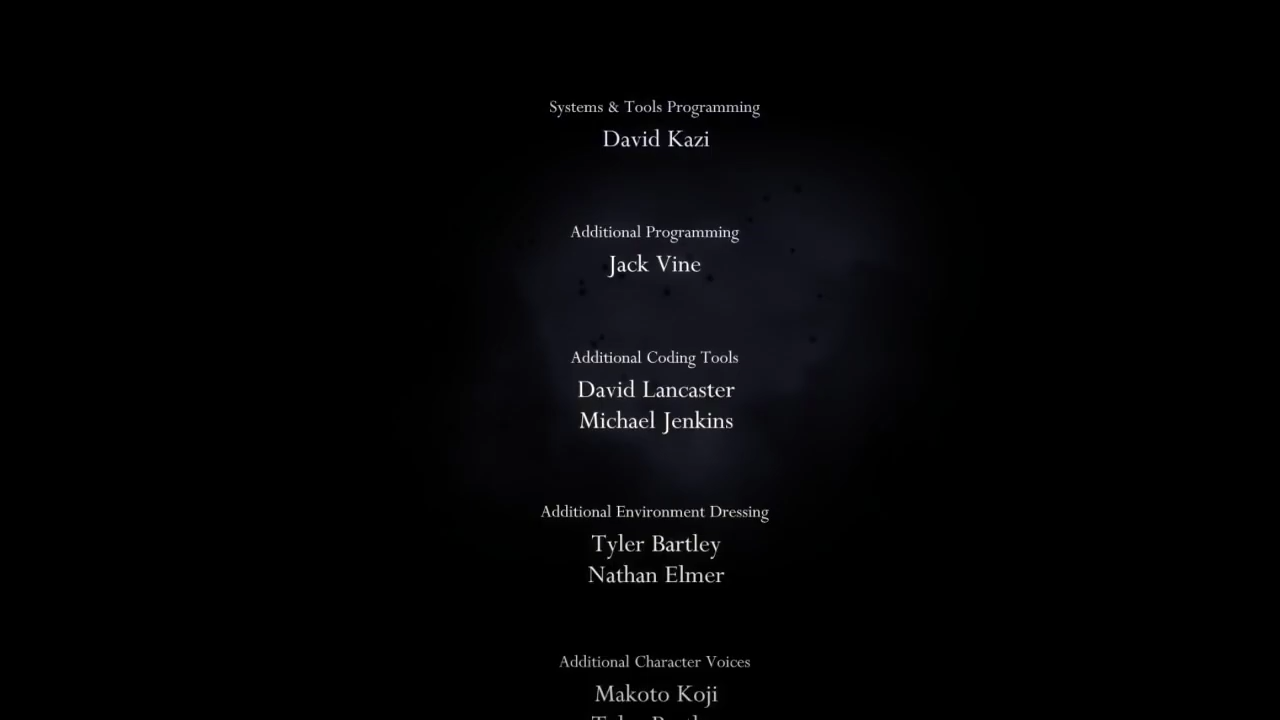 Systems & Tools Programming
David Kazi
Additional Programming
Jack Vine
Additional Coding Tools
David Lancaster
Michael Jenkins
Additional Environment Dressing
Tyler Bartley
Nathan Elmer
Additional Character Voices
Makoto Koji